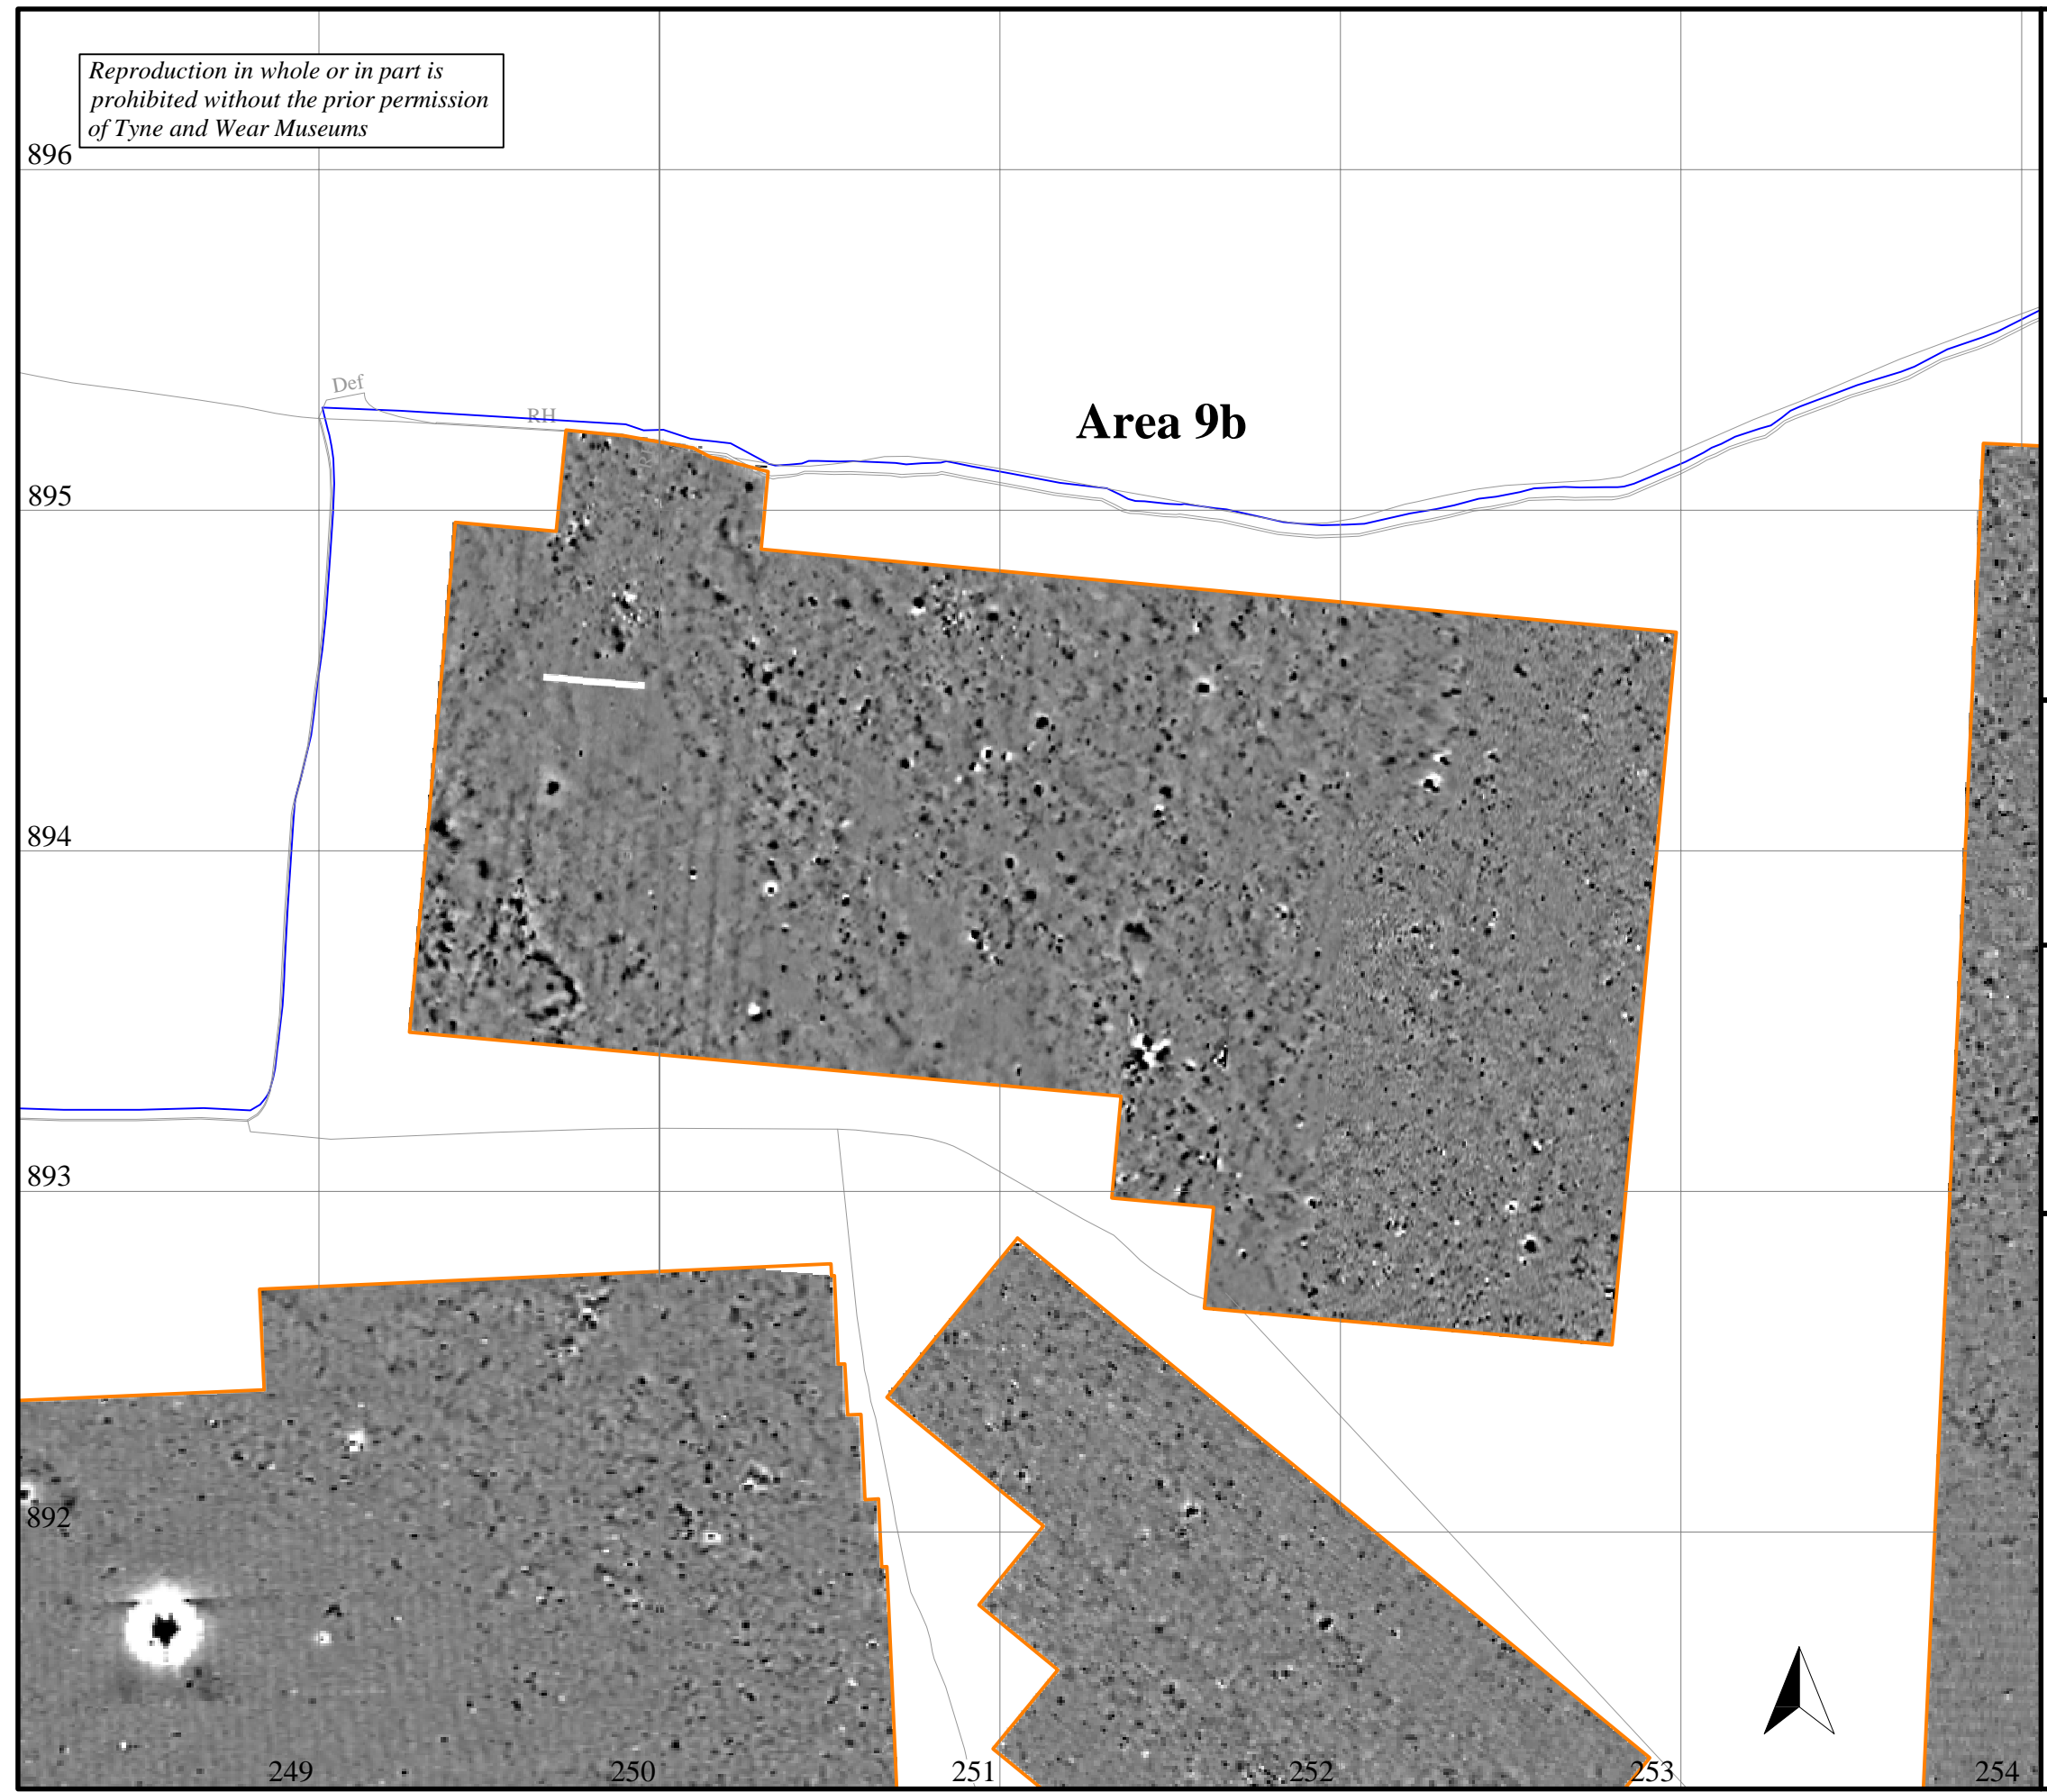 Reproduction in whole or in part is
prohibited without the prior permission
of Tyne and Wear Museums
896
Def
RH
Area 9b
895
894
893
892
249
250
251
252
253
254